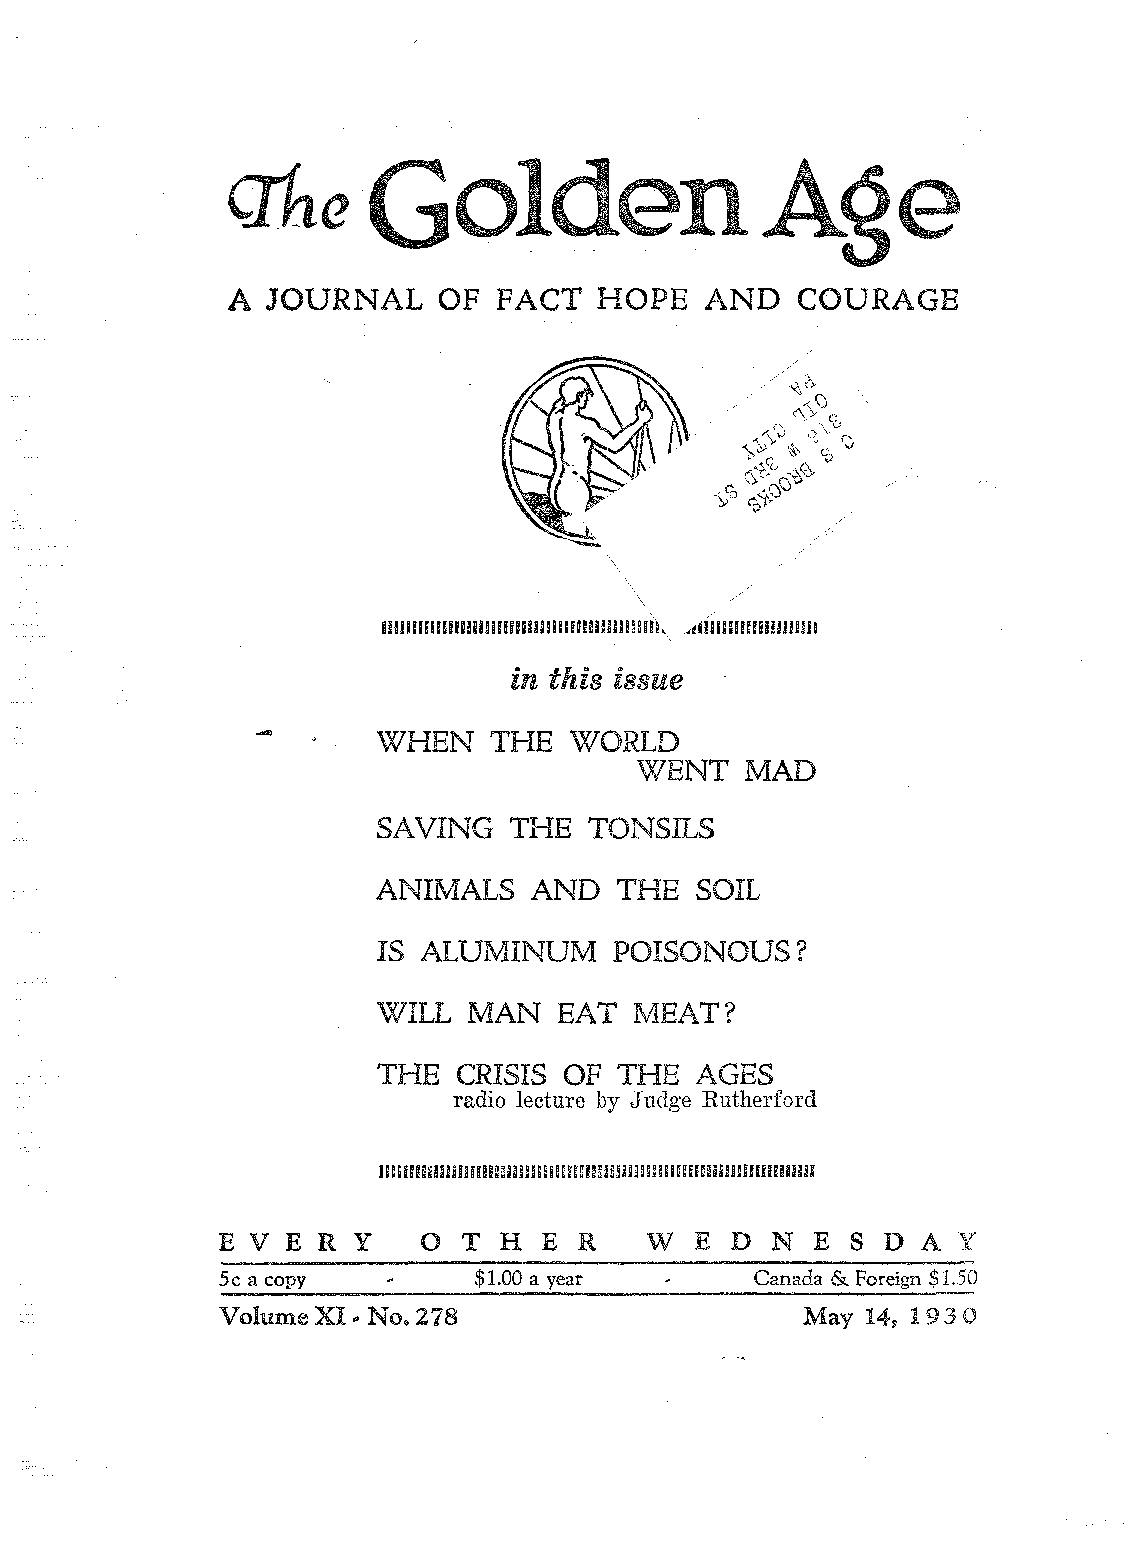 The Golden Age
A JOURNAL OF FACT HOPE AND COURAGE
C S BROOKS
316 W 3RD ST
OIL CITY
PA
in this issue
WHEN THE WORLD
WENT MAD
SAVING THE TONSILS
ANIMALS AND THE SOIL
IS ALUMINUM POISONOUS?
WILL MAN EAT MEAT?
THE CRISIS OF THE AGES
radio lecture by Judge Rutherford
EVERY OTHER WEDNESDAY
5c a copy - $1.00 a year - Canada & Foreign $1.50
Volume XI - No. 278 May 14, 1930